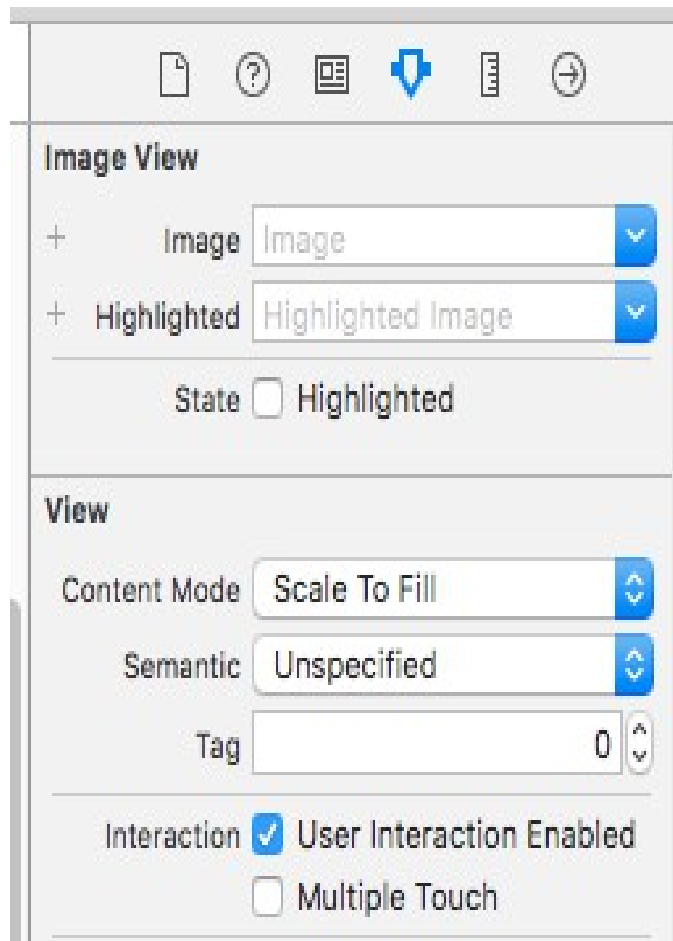 Image View
+ Image Image
+ Highlighted Highlighted Image
State Highlighted
View
Content Mode Scale To Fill
Semantic Unspecified
Tag 0
Interaction User Interaction Enabled
Multiple Touch